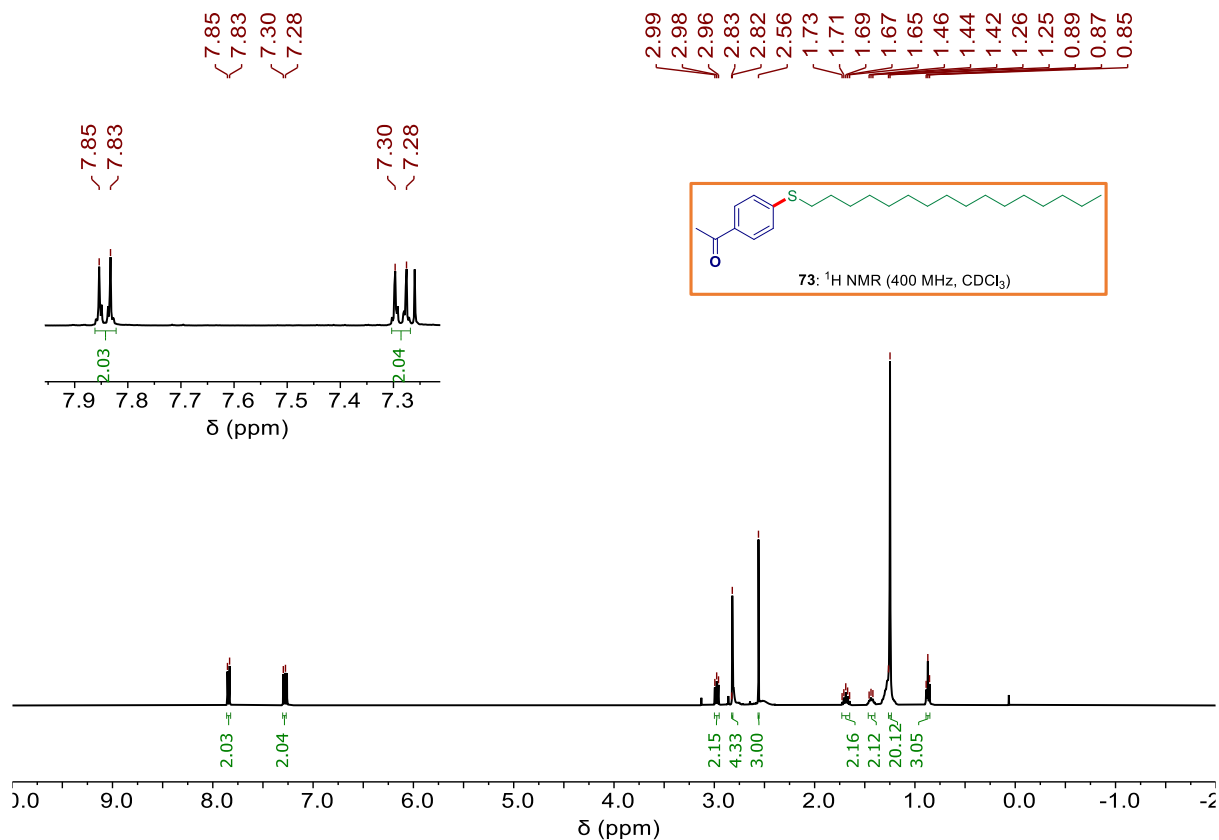 7.85 7.83 7.30 7.28 2.99 2.98 2.96 2.83 2.82 2.56 1.73 1.71 1.69 1.67 1.65 1.46 1.44 1.42 1.26 1.25 0.89 0.87 0.85
7.85 7.83 7.30 7.28
S
O
73: ¹H NMR (400 MHz, CDCl₃)
2.03 2.04
7.9 7.8 7.7 7.6 7.5 7.4 7.3
δ (ppm)
2.03 2.04 2.15 4.33 3.00 2.16 2.12 20.12 3.05
0.0 9.0 8.0 7.0 6.0 5.0 4.0 3.0 2.0 1.0 0.0 -1.0 -2
δ (ppm)